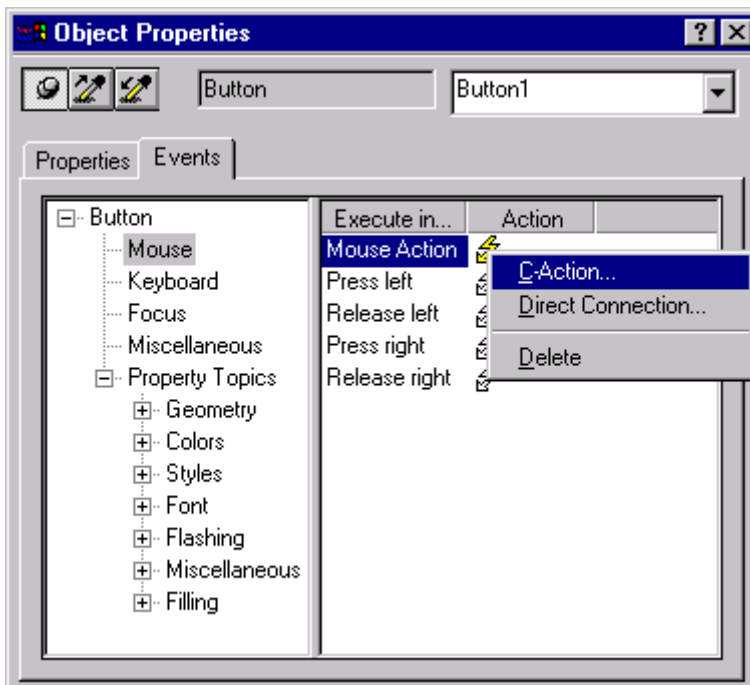 Object Properties
Button
Button1
Properties
Events
Button
Mouse
Keyboard
Focus
Miscellaneous
Property Topics
Geometry
Colors
Styles
Font
Flashing
Miscellaneous
Filling
Execute in... Action
Mouse Action
Press left
Release left
Press right
Release right
C-Action...
Direct Connection...
Delete